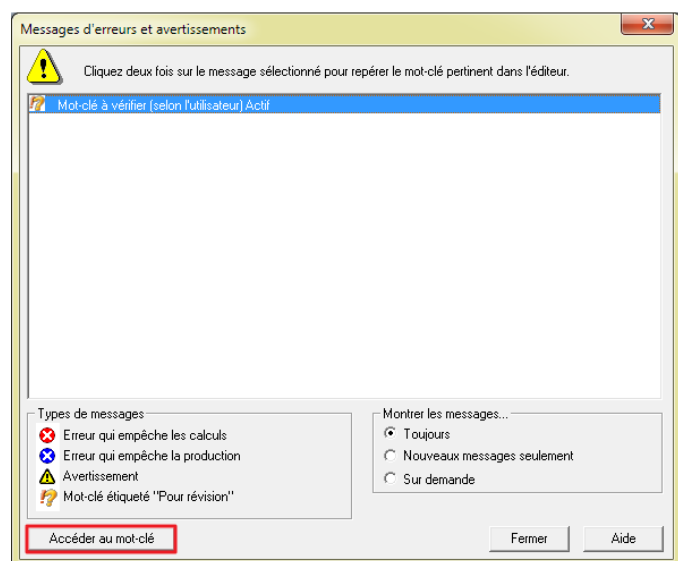 Messages d'erreurs et avertissements
Cliquez deux fois sur le message sélectionné pour repérer le mot-clé pertinent dans l'éditeur.
Mot-clé à vérifier (selon l'utilisateur) Actif
Types de messages
Erreur qui empêche les calculs
Erreur qui empêche la production
Avertissement
Mot-clé étiqueté "Pour révision"
Montrer les messages...
Toujours
Nouveaux messages seulement
Sur demande
Accéder au mot-clé
Fermer
Aide